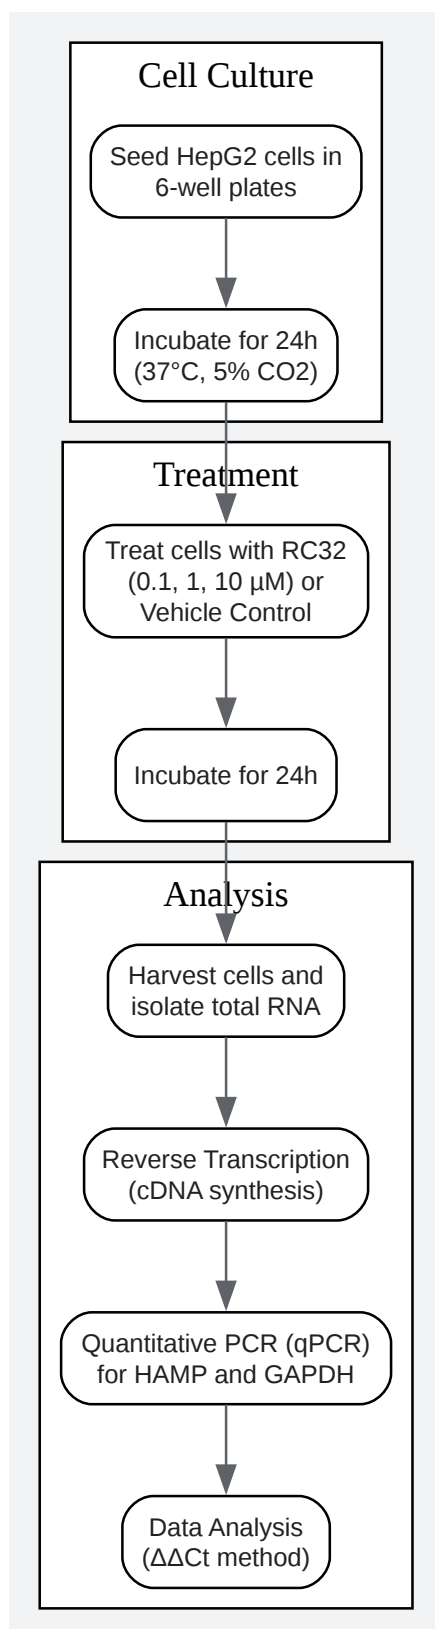 Cell Culture
Seed HepG2 cells in
6-well plates
Incubate for 24h
(37°C, 5% CO2)
Treatment
Treat cells with RC32
(0.1, 1, 10 µM) or
Vehicle Control
Incubate for 24h
Analysis
Harvest cells and
isolate total RNA
Reverse Transcription
(cDNA synthesis)
Quantitative PCR (qPCR)
for HAMP and GAPDH
Data Analysis
(ΔΔCt method)